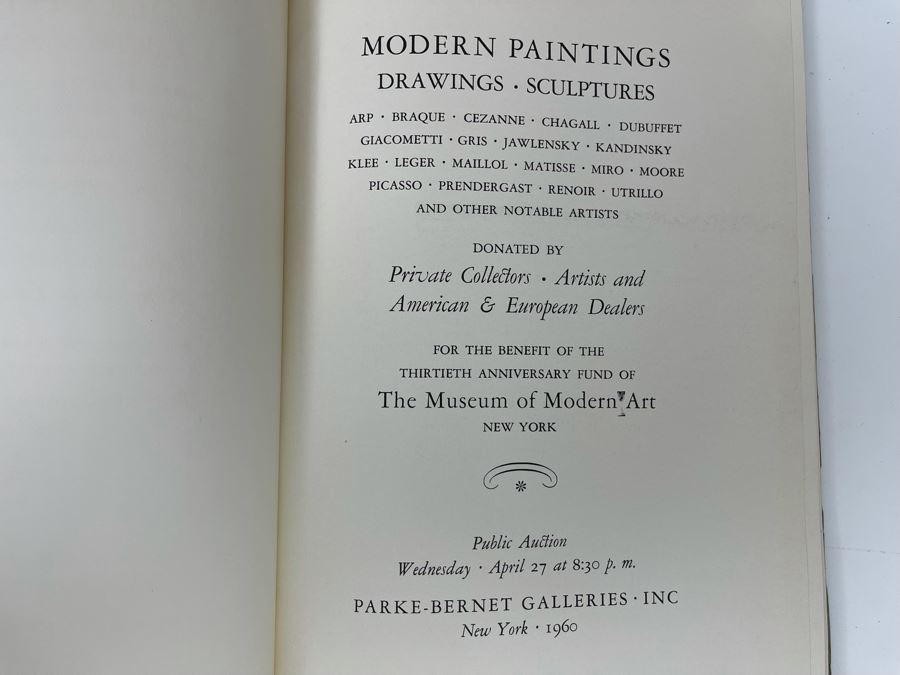 MODERN PAINTINGS
DRAWINGS · SCULPTURES
ARP · BRAQUE · CEZANNE · CHAGALL · DUBUFFET
GIACOMETTI · GRIS · JAWLENSKY · KANDINSKY
KLEE · LEGER · MAILLOL · MATISSE · MIRO · MOORE
PICASSO · PRENDERGAST · RENOIR · UTRILLO
AND OTHER NOTABLE ARTISTS
DONATED BY
Private Collectors · Artists and
American & European Dealers
FOR THE BENEFIT OF THE
THIRTIETH ANNIVERSARY FUND OF
The Museum of Modern Art
NEW YORK
Public Auction
Wednesday · April 27 at 8:30 p. m.
PARKE-BERNET GALLERIES · INC
New York · 1960